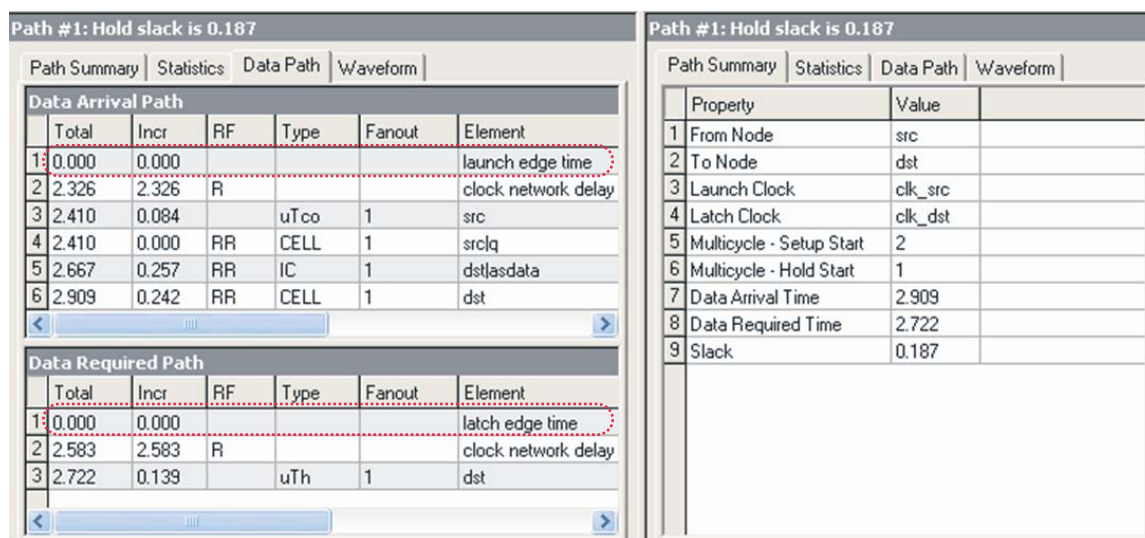 Path #1: Hold slack is 0.187
Path Summary Statistics Data Path Waveform
Data Arrival Path
Total Incr RF Type Fanout Element
1 0.000 0.000 launch edge time
2 2.326 2.326 R clock network delay
3 2.410 0.084 uTco 1 src
4 2.410 0.000 RR CELL 1 src|q
5 2.667 0.257 RR IC 1 dst|asdata
6 2.909 0.242 RR CELL 1 dst
Data Required Path
Total Incr RF Type Fanout Element
1 0.000 0.000 latch edge time
2 2.583 2.583 R clock network delay
3 2.722 0.139 uTh 1 dst
Path #1: Hold slack is 0.187
Path Summary Statistics Data Path Waveform
Property Value
1 From Node src
2 To Node dst
3 Launch Clock clk_src
4 Latch Clock clk_dst
5 Multicycle - Setup Start 2
6 Multicycle - Hold Start 1
7 Data Arrival Time 2.909
8 Data Required Time 2.722
9 Slack 0.187